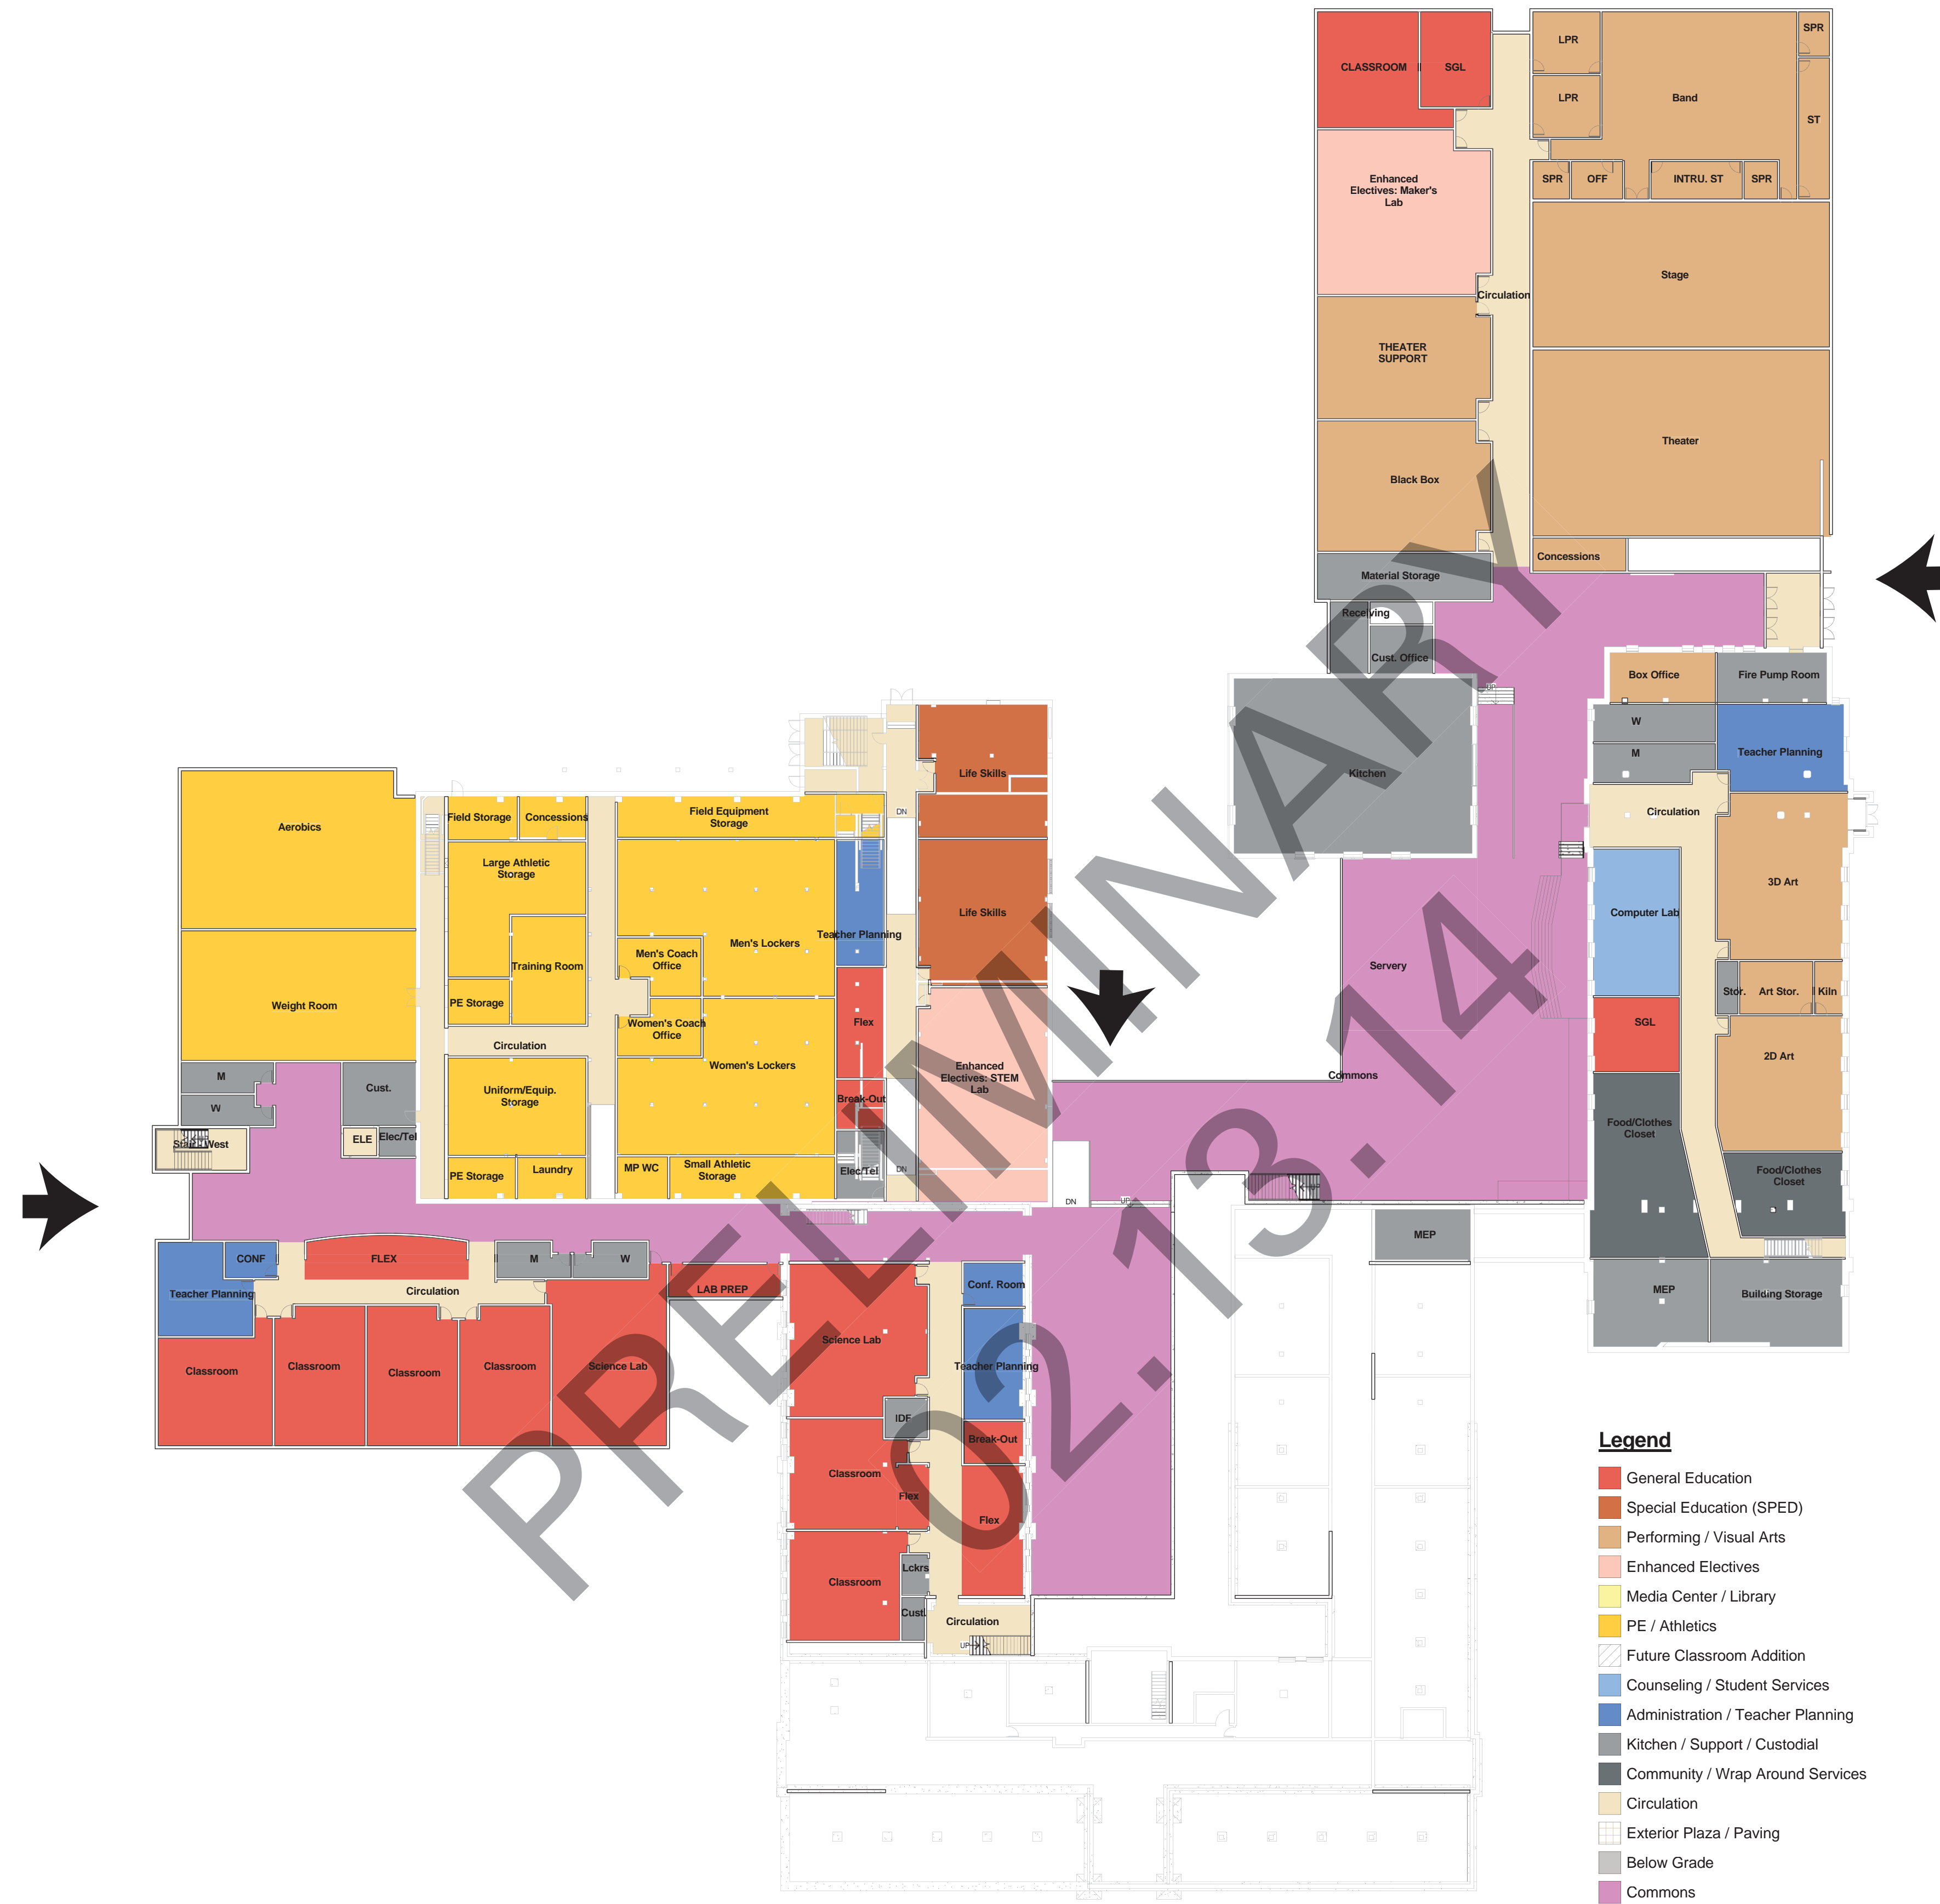 CLASSROOM
SGL
LPR
SPR
LPR
Band
ST
Enhanced
Electives: Maker's
Lab
SPR
OFF
INTRU. ST
SPR
Stage
Circulation
THEATER
SUPPORT
Theater
Black Box
Concessions
Material Storage
Receiving
Cust. Office
Box Office
Fire Pump Room
UP
W
M
Teacher Planning
Kitchen
Circulation
3D Art
Computer Lab
Servery
Stor.
Art Stor.
Kiln
SGL
2D Art
Commons
Food/Clothes
Closet
Food/Clothes
Closet
MEP
MEP
Building Storage
Life Skills
DN
Life Skills
Aerobics
Field Storage
Concessions
Field Equipment
Storage
Large Athletic
Storage
Teacher Planning
Men's Lockers
Men's Coach
Office
Training Room
PE Storage
Weight Room
Women's Coach
Office
Flex
Circulation
Women's Lockers
Enhanced
Electives: STEM
Lab
M
Cust.
Uniform/Equip.
Storage
Break-Out
W
Stair - West
ELE
Elec/Tel
PE Storage
Laundry
MP WC
Small Athletic
Storage
Elec/Tel
DN
DN
UP
CONF
FLEX
M
W
Teacher Planning
Circulation
LAB PREP
Conf. Room
Classroom
Classroom
Classroom
Classroom
Science Lab
Science Lab
Teacher Planning
IDF
Break-Out
Classroom
Flex
Flex
Classroom
Lckrs
Cust.
Circulation
UP
PRELIMINARY
02.13.14
Legend
General Education
Special Education (SPED)
Performing / Visual Arts
Enhanced Electives
Media Center / Library
PE / Athletics
Future Classroom Addition
Counseling / Student Services
Administration / Teacher Planning
Kitchen / Support / Custodial
Community / Wrap Around Services
Circulation
Exterior Plaza / Paving
Below Grade
Commons